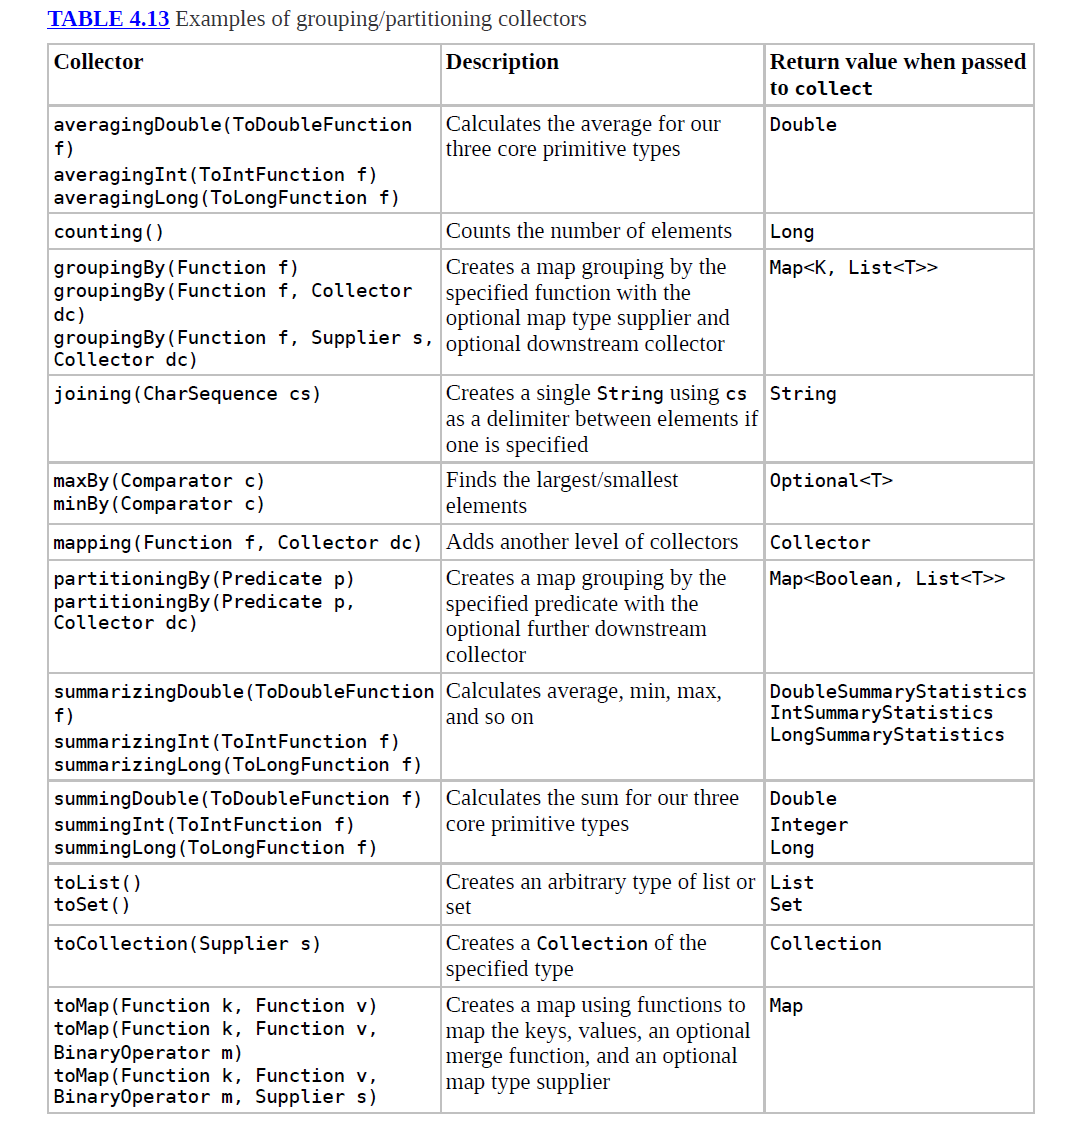 TABLE 4.13 Examples of grouping/partitioning collectors
Collector
Description
Return value when passed
to collect
averagingDouble(ToDoubleFunction
f)
averagingInt(ToIntFunction f)
averagingLong(ToLongFunction f)
Calculates the average for our
three core primitive types
Double
counting()
Counts the number of elements
Long
groupingBy(Function f)
groupingBy(Function f, Collector
dc)
groupingBy(Function f, Supplier s,
Collector dc)
Creates a map grouping by the
specified function with the
optional map type supplier and
optional downstream collector
Map<K, List<T>>
joining(CharSequence cs)
Creates a single String using cs
as a delimiter between elements if
one is specified
String
maxBy(Comparator c)
minBy(Comparator c)
Finds the largest/smallest
elements
Optional<T>
mapping(Function f, Collector dc)
Adds another level of collectors
Collector
partitioningBy(Predicate p)
partitioningBy(Predicate p,
Collector dc)
Creates a map grouping by the
specified predicate with the
optional further downstream
collector
Map<Boolean, List<T>>
summarizingDouble(ToDoubleFunction
f)
summarizingInt(ToIntFunction f)
summarizingLong(ToLongFunction f)
Calculates average, min, max,
and so on
DoubleSummaryStatistics
IntSummaryStatistics
LongSummaryStatistics
summingDouble(ToDoubleFunction f)
summingInt(ToIntFunction f)
summingLong(ToLongFunction f)
Calculates the sum for our three
core primitive types
Double
Integer
Long
toList()
toSet()
Creates an arbitrary type of list or
set
List
Set
toCollection(Supplier s)
Creates a Collection of the
specified type
Collection
toMap(Function k, Function v)
toMap(Function k, Function v,
BinaryOperator m)
toMap(Function k, Function v,
BinaryOperator m, Supplier s)
Creates a map using functions to
map the keys, values, an optional
merge function, and an optional
map type supplier
Map